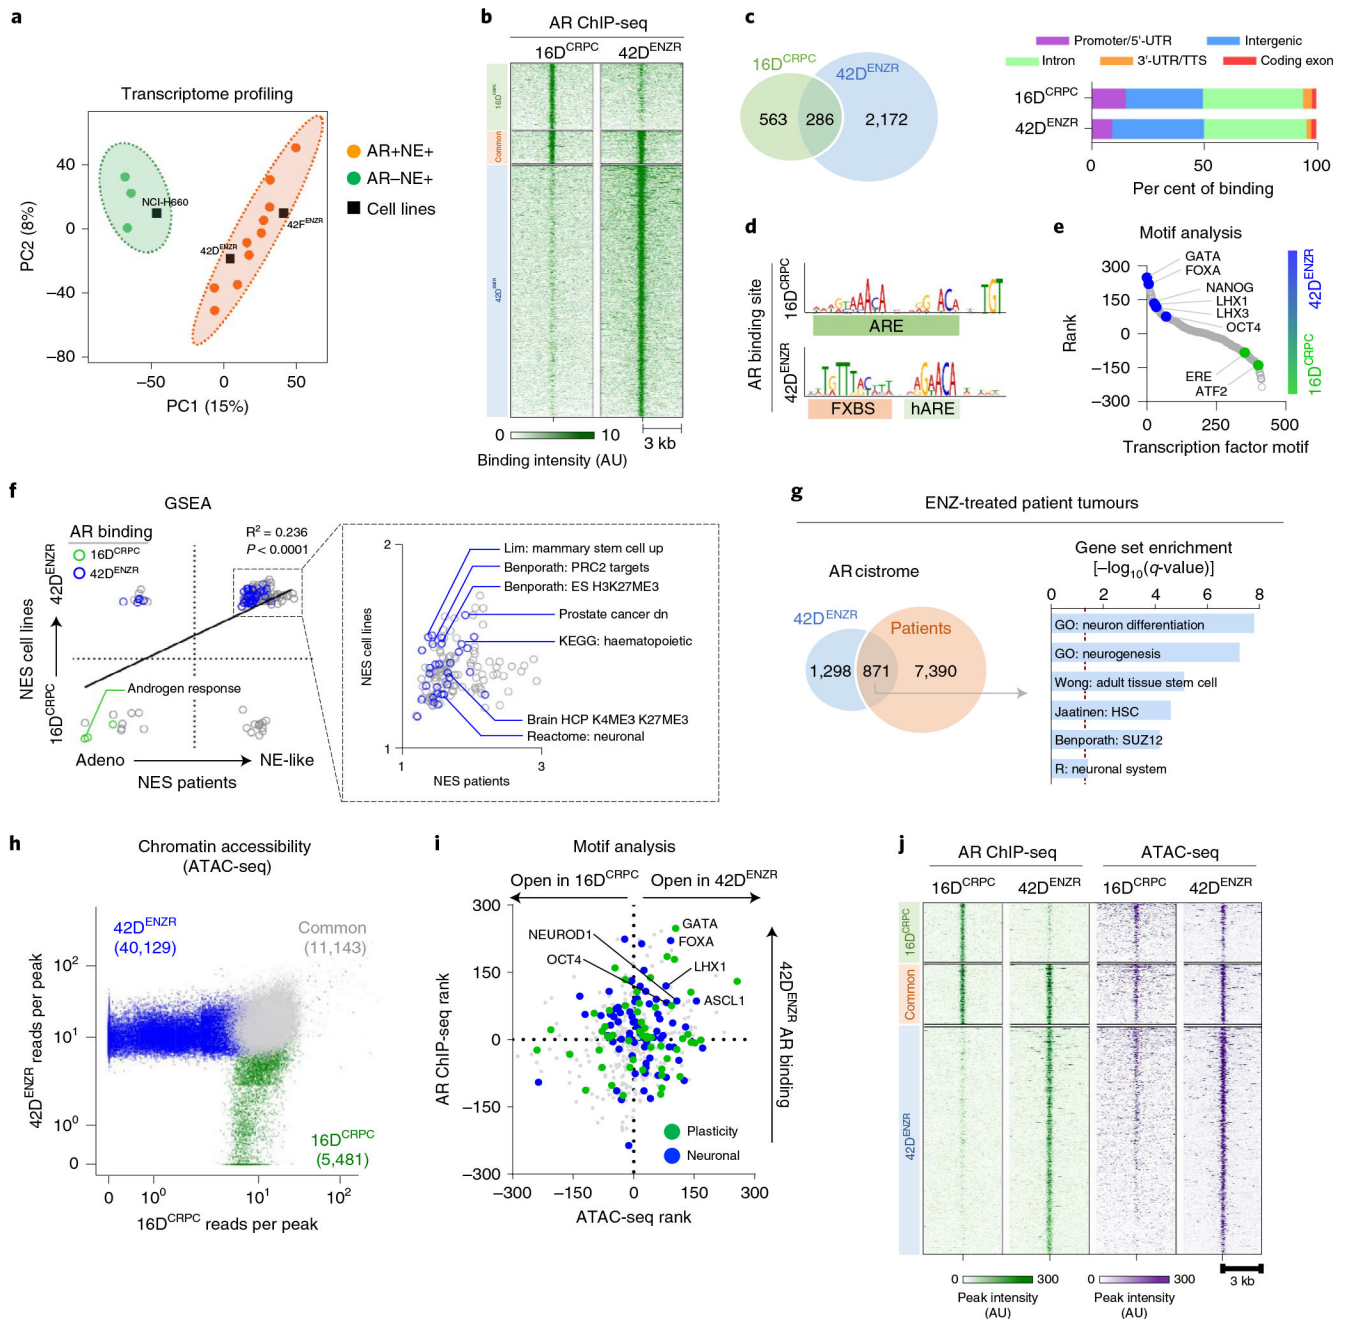 a
Transcriptome profiling
PC2 (8%)
40
0
−40
−80
NCI-H660
42D^ENZR
42F^ENZR
−50
0
50
PC1 (15%)
AR+NE+
AR−NE+
Cell lines
b
AR ChIP-seq
16D^CRPC
42D^ENZR
16D^CRPC
Common
42D^ENZR
0
10
3 kb
Binding intensity (AU)
c
16D^CRPC
42D^ENZR
563
286
2,172
Promoter/5'-UTR
Intergenic
Intron
3'-UTR/TTS
Coding exon
16D^CRPC
42D^ENZR
0
50
100
Per cent of binding
d
AR binding site
16D^CRPC
ARE
42D^ENZR
FXBS
hARE
e
Motif analysis
Rank
300
150
0
−150
−300
GATA
FOXA
NANOG
LHX1
LHX3
OCT4
ERE
ATF2
0
250
500
Transcription factor motif
42D^ENZR
16D^CRPC
f
GSEA
AR binding
16D^CRPC
42D^ENZR
R² = 0.236
P < 0.0001
NES cell lines
42D^ENZR
16D^CRPC
Androgen response
Adeno
NE-like
NES patients
2
1
NES cell lines
Lim: mammary stem cell up
Benporath: PRC2 targets
Benporath: ES H3K27ME3
Prostate cancer dn
KEGG: haematopoietic
Brain HCP K4ME3 K27ME3
Reactome: neuronal
1
3
NES patients
g
ENZ-treated patient tumours
AR cistrome
42D^ENZR
Patients
1,298
871
7,390
Gene set enrichment
[−log₁₀(q-value)]
0
2
4
6
8
GO: neuron differentiation
GO: neurogenesis
Wong: adult tissue stem cell
Jaatinen: HSC
Benporath: SUZ12
R: neuronal system
h
Chromatin accessibility
(ATAC-seq)
42D^ENZR
(40,129)
Common
(11,143)
16D^CRPC
(5,481)
42D^ENZR reads per peak
10²
10¹
10⁰
0
0
10⁰
10¹
10²
16D^CRPC reads per peak
i
Motif analysis
Open in 16D^CRPC
Open in 42D^ENZR
AR ChIP-seq rank
300
150
0
−150
−300
NEUROD1
OCT4
GATA
FOXA
LHX1
ASCL1
Plasticity
Neuronal
42D^ENZR AR binding
−300
−150
0
150
300
ATAC-seq rank
j
AR ChIP-seq
ATAC-seq
16D^CRPC
42D^ENZR
16D^CRPC
42D^ENZR
16D^CRPC
Common
42D^ENZR
0
300
Peak intensity
(AU)
0
300
Peak intensity
(AU)
3 kb